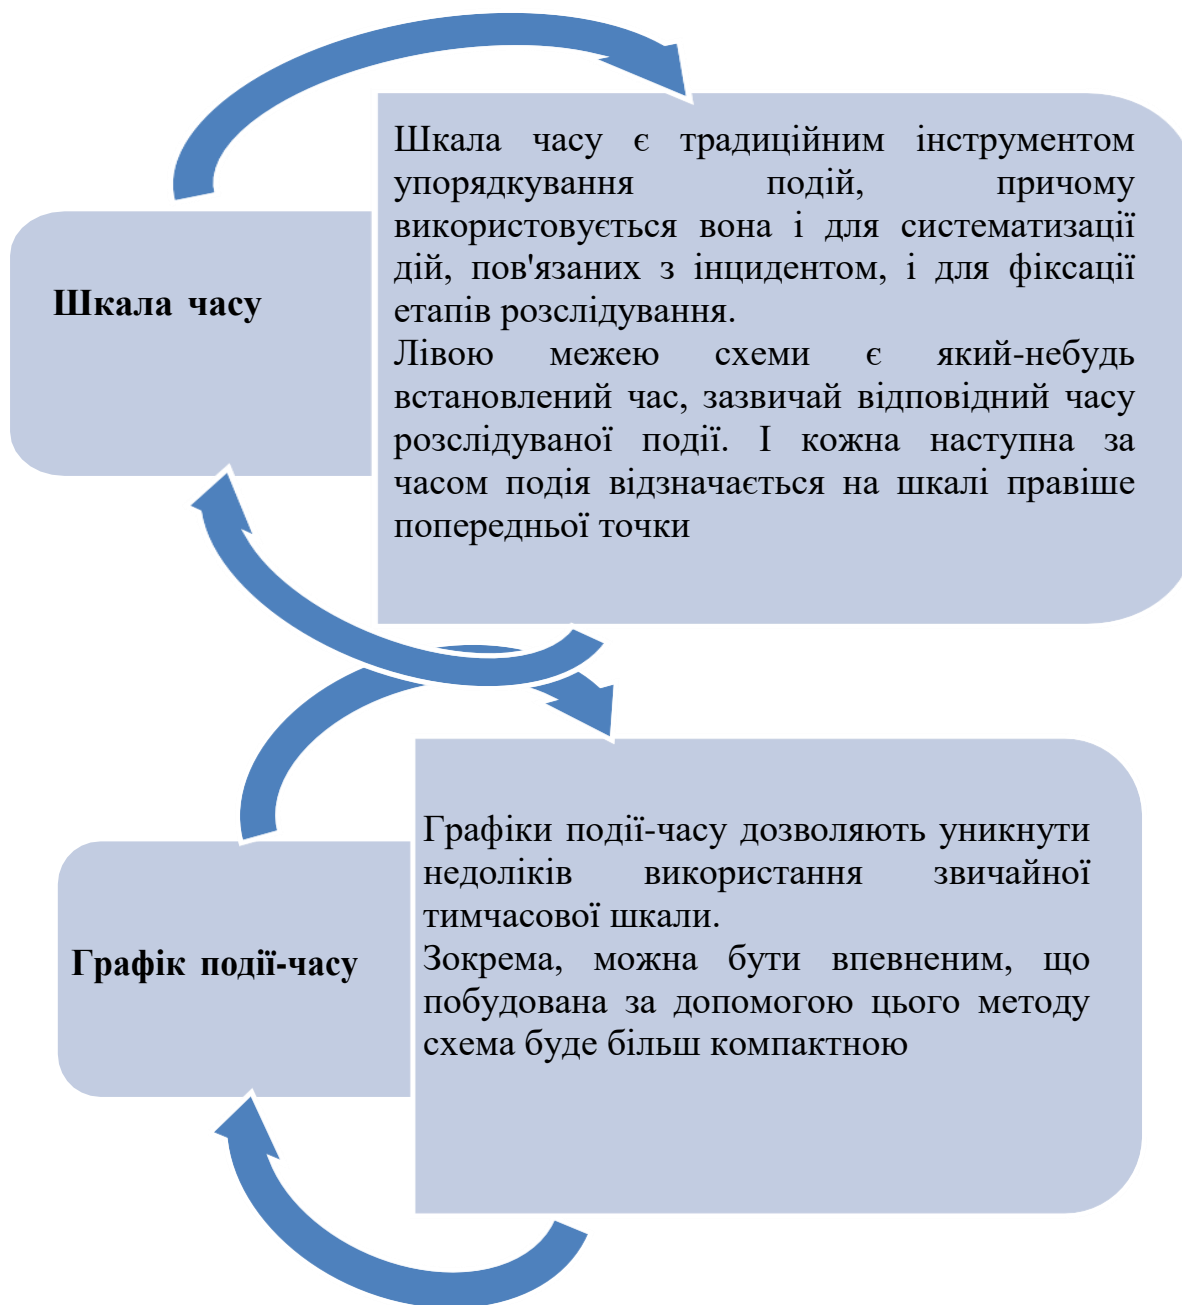 Шкала часу
Шкала часу є традиційним інструментом
упорядкування подій, причому
використовується вона і для систематизації
дій, пов'язаних з інцидентом, і для фіксації
етапів розслідування.
Лівою межею схеми є який-небудь
встановлений час, зазвичай відповідний часу
розслідуваної події. І кожна наступна за
часом подія відзначається на шкалі правіше
попередньої точки
Графік події-часу
Графіки події-часу дозволяють уникнути
недоліків використання звичайної
тимчасової шкали.
Зокрема, можна бути впевненим, що
побудована за допомогою цього методу
схема буде більш компактною